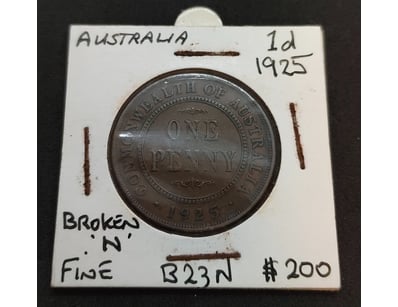 AUSTRALIA 1d
1925
COMMONWEALTH OF AUSTRALIA
ONE
PENNY
· 1925 ·
BROKEN
'N'
FINE B23N $200